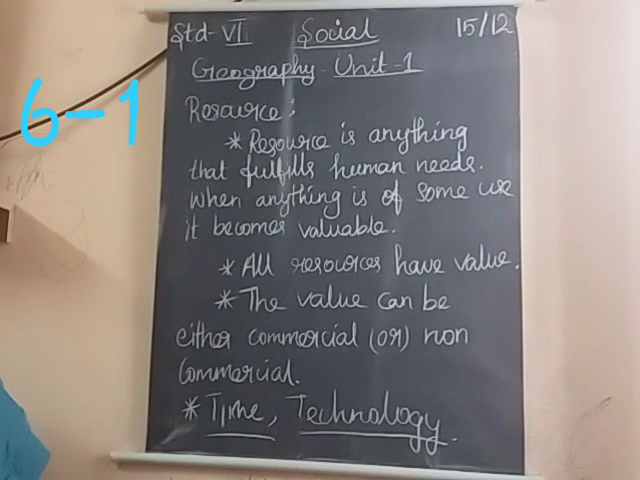 Std-VI Social 15/12
Geography - Unit-1
6-1
Resource:
* Resource is anything
that fulfills human needs.
When anything is of some use
it becomes valuable.
* All resources have value.
* The value can be
either commercial (or) non
commercial.
* Time, Technology.